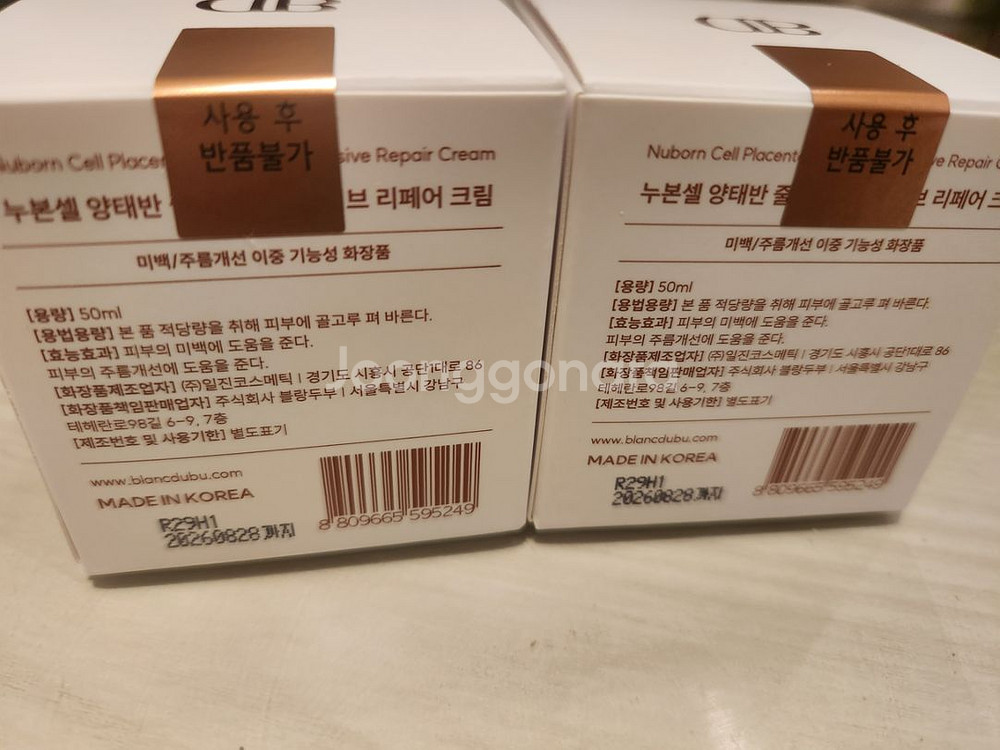 DB
사용 후
반품불가
Nuborn Cell Repair Cream
누본셀 양태반 브 리페어 크림
미백/주름개선 이중 기능성 화장품
[용량] 50ml
[용법용량] 본 품 적당량을 취해 피부에 골고루 펴 바른다.
[효능효과] 피부의 미백에 도움을 준다.
피부의 주름개선에 도움을 준다.
[화장품제조업자] (주)일진코스메틱 | 경기도 시흥시 공단1대로 86
[화장품책임판매업자] 주식회사 블랑두부 | 서울특별시 강남구
테헤란로98길 6-9, 7층
[제조번호 및 사용기한] 별도표기
www.blancdubu.com
MADE IN KOREA
R29H1
20260828까지
8 809665 595249
DB
사용 후
반품불가
Nuborn Cell Repair
누본셀 양태반 브 리페어
미백/주름개선 이중 기능성 화장품
[용량] 50ml
[용법용량] 본 품 적당량을 취해 피부에 골고루 펴 바른다.
[효능효과] 피부의 미백에 도움을 준다.
피부의 주름개선에 도움을 준다.
[화장품제조업자] (주)일진코스메틱 | 경기도 시흥시 공단1대로 86
[화장품책임판매업자] 주식회사 블랑두부 | 서울특별시 강남구
테헤란로98길 6-9, 7층
[제조번호 및 사용기한] 별도표기
www.blancdubu.com
MADE IN KOREA
R29H1
20260828까지
8 809665 595249